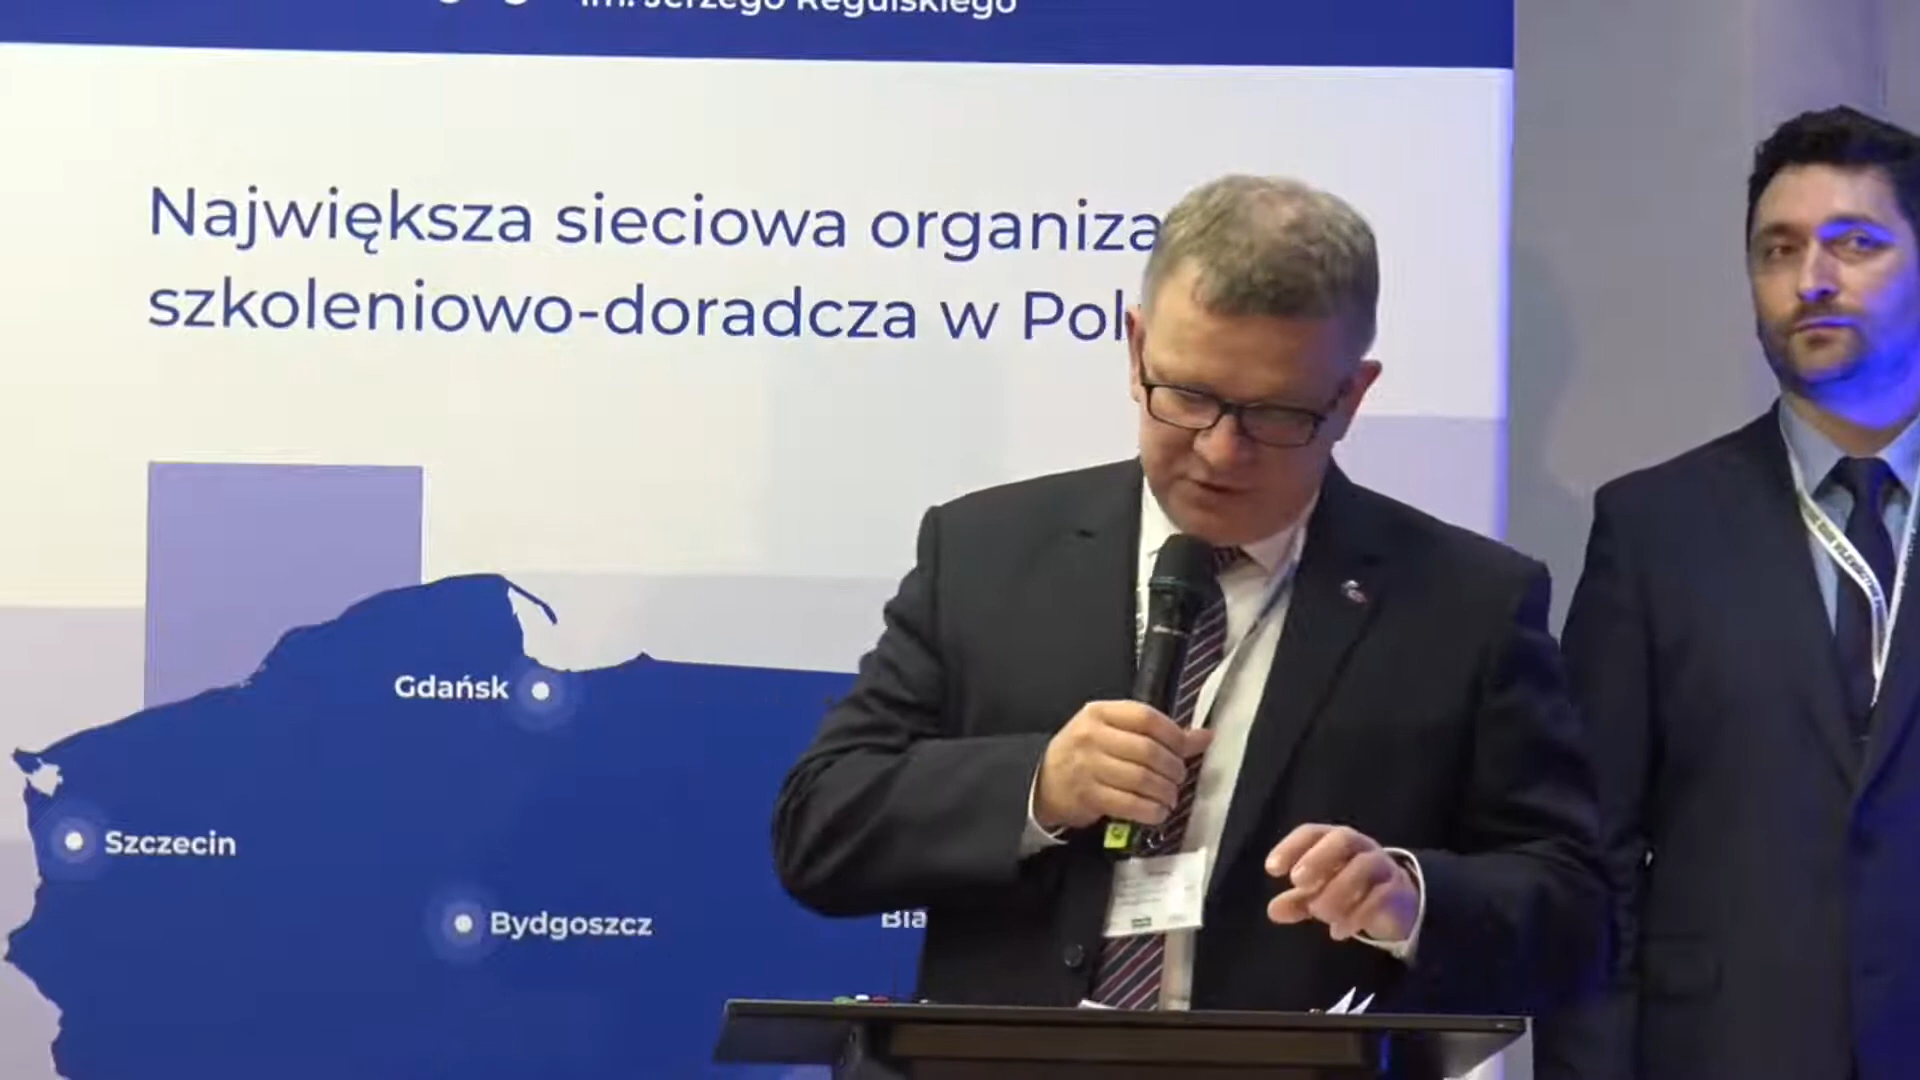 im. Jerzego Regulskiego
Największa sieciowa organiza
szkoleniowo-doradcza w Pol
Gdańsk
Szczecin
Bydgoszcz
Bia